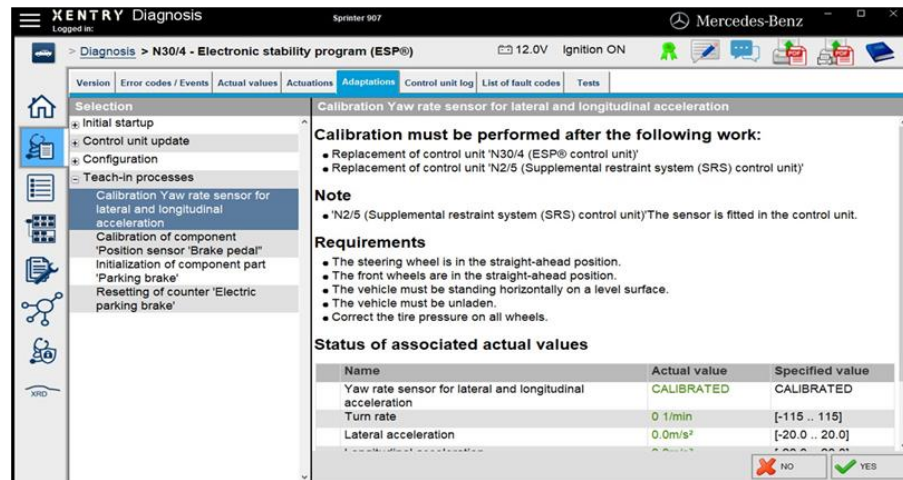 XENTRY Diagnosis
Logged in:
Sprinter 907
Mercedes-Benz
> Diagnosis > N30/4 - Electronic stability program (ESP®)
12.0V
Ignition ON
PDF
PDF
Version
Error codes / Events
Actual values
Actuations
Adaptations
Control unit log
List of fault codes
Tests
Selection
Initial startup
Control unit update
Configuration
Teach-in processes
Calibration Yaw rate sensor for
lateral and longitudinal
acceleration
Calibration of component
'Position sensor 'Brake pedal"
Initialization of component part
'Parking brake'
Resetting of counter 'Electric
parking brake'
XRD
Calibration Yaw rate sensor for lateral and longitudinal acceleration
Calibration must be performed after the following work:
• Replacement of control unit 'N30/4 (ESP® control unit)'
• Replacement of control unit 'N2/5 (Supplemental restraint system (SRS) control unit)'
Note
• 'N2/5 (Supplemental restraint system (SRS) control unit)'The sensor is fitted in the control unit.
Requirements
• The steering wheel is in the straight-ahead position.
• The front wheels are in the straight-ahead position.
• The vehicle must be standing horizontally on a level surface.
• The vehicle must be unladen.
• Correct the tire pressure on all wheels.
Status of associated actual values
Name Actual value Specified value
Yaw rate sensor for lateral and longitudinal CALIBRATED CALIBRATED
acceleration
Turn rate 0 1/min [-115 .. 115]
Lateral acceleration 0.0m/s² [-20.0 .. 20.0]
NO
YES